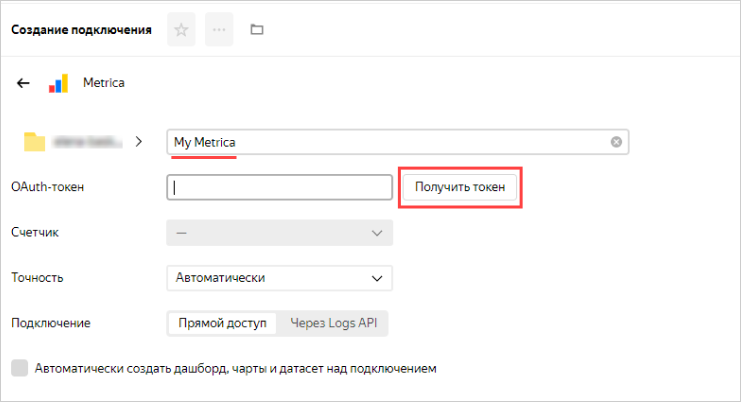 Создание подключения
Metrica
My Metrica
OAuth-токен
Получить токен
Счетчик
—
Точность
Автоматически
Подключение
Прямой доступ
Через Logs API
Автоматически создать дашборд, чарты и датасет над подключением